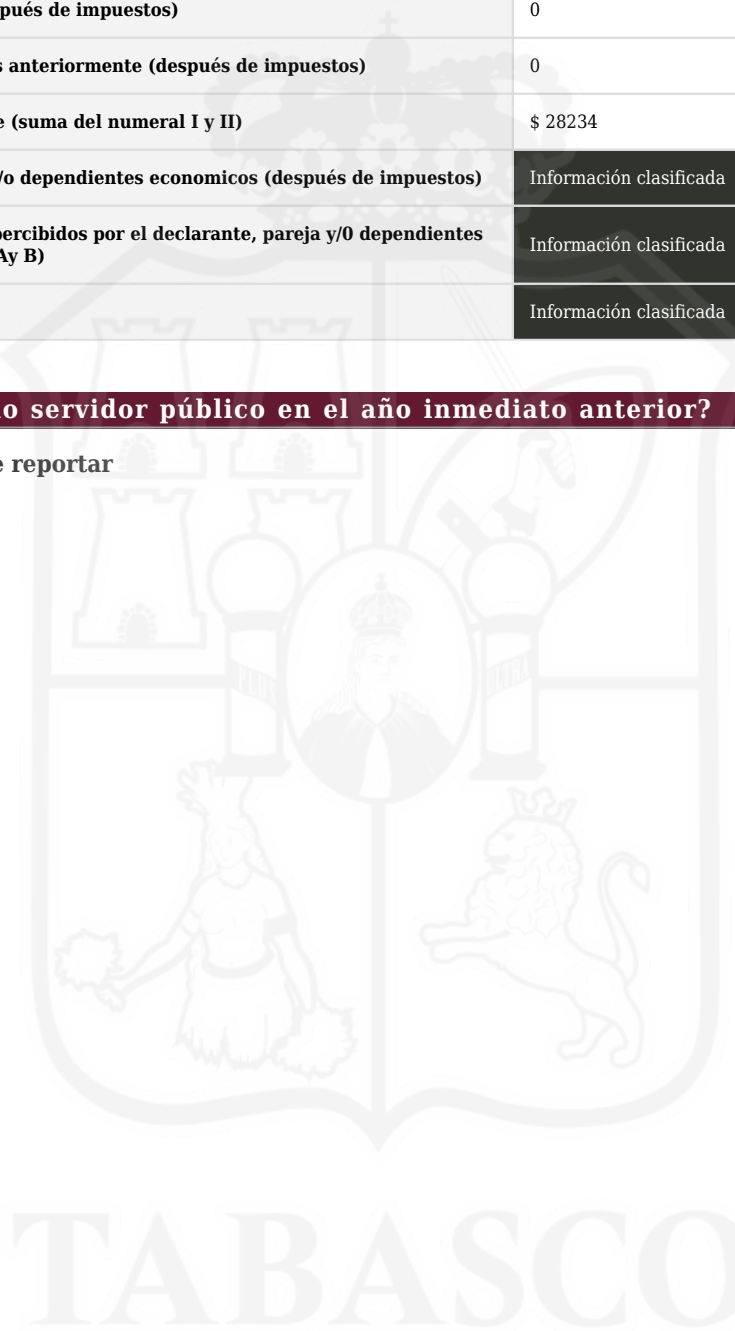 pués de impuestos) 0
s anteriormente (después de impuestos) 0
e (suma del numeral I y II) $ 28234
/o dependientes economicos (después de impuestos) Información clasificada
percibidos por el declarante, pareja y/0 dependientes
Ay B) Información clasificada
Información clasificada
o servidor público en el año inmediato anterior?
e reportar
PLUS ULTRA
TABASCO